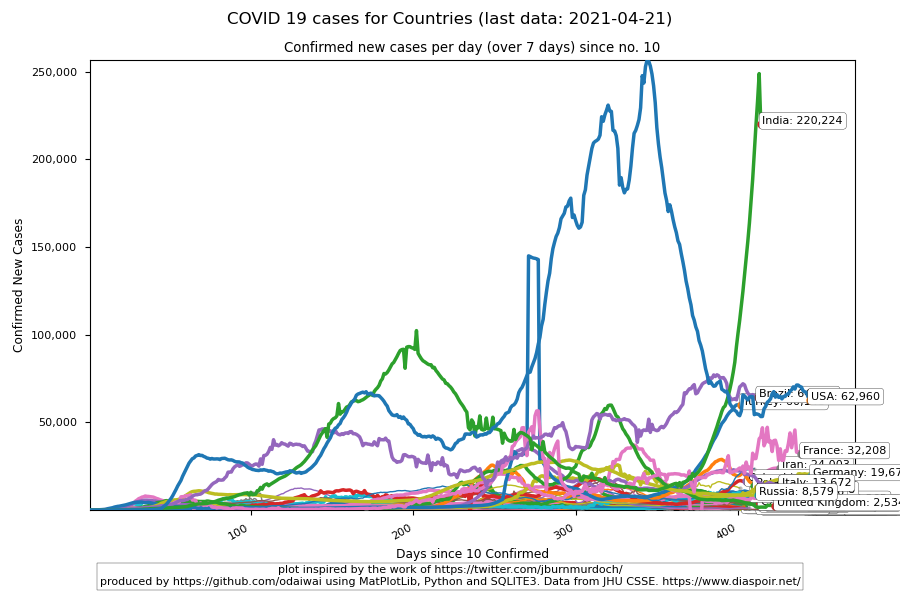 COVID 19 cases for Countries (last data: 2021-04-21)
Confirmed new cases per day (over 7 days) since no. 10
250,000
200,000
150,000
100,000
50,000
Confirmed New Cases
India: 220,224
Brazil:
USA: 62,960
France: 32,208
Iran: 24,003
Germany: 19,67
Italy: 13,672
Russia: 8,579
United Kingdom: 2,534
100
200
300
400
Days since 10 Confirmed
plot inspired by the work of https://twitter.com/jburnmurdoch/
produced by https://github.com/odaiwai using MatPlotLib, Python and SQLITE3. Data from JHU CSSE. https://www.diaspoir.net/